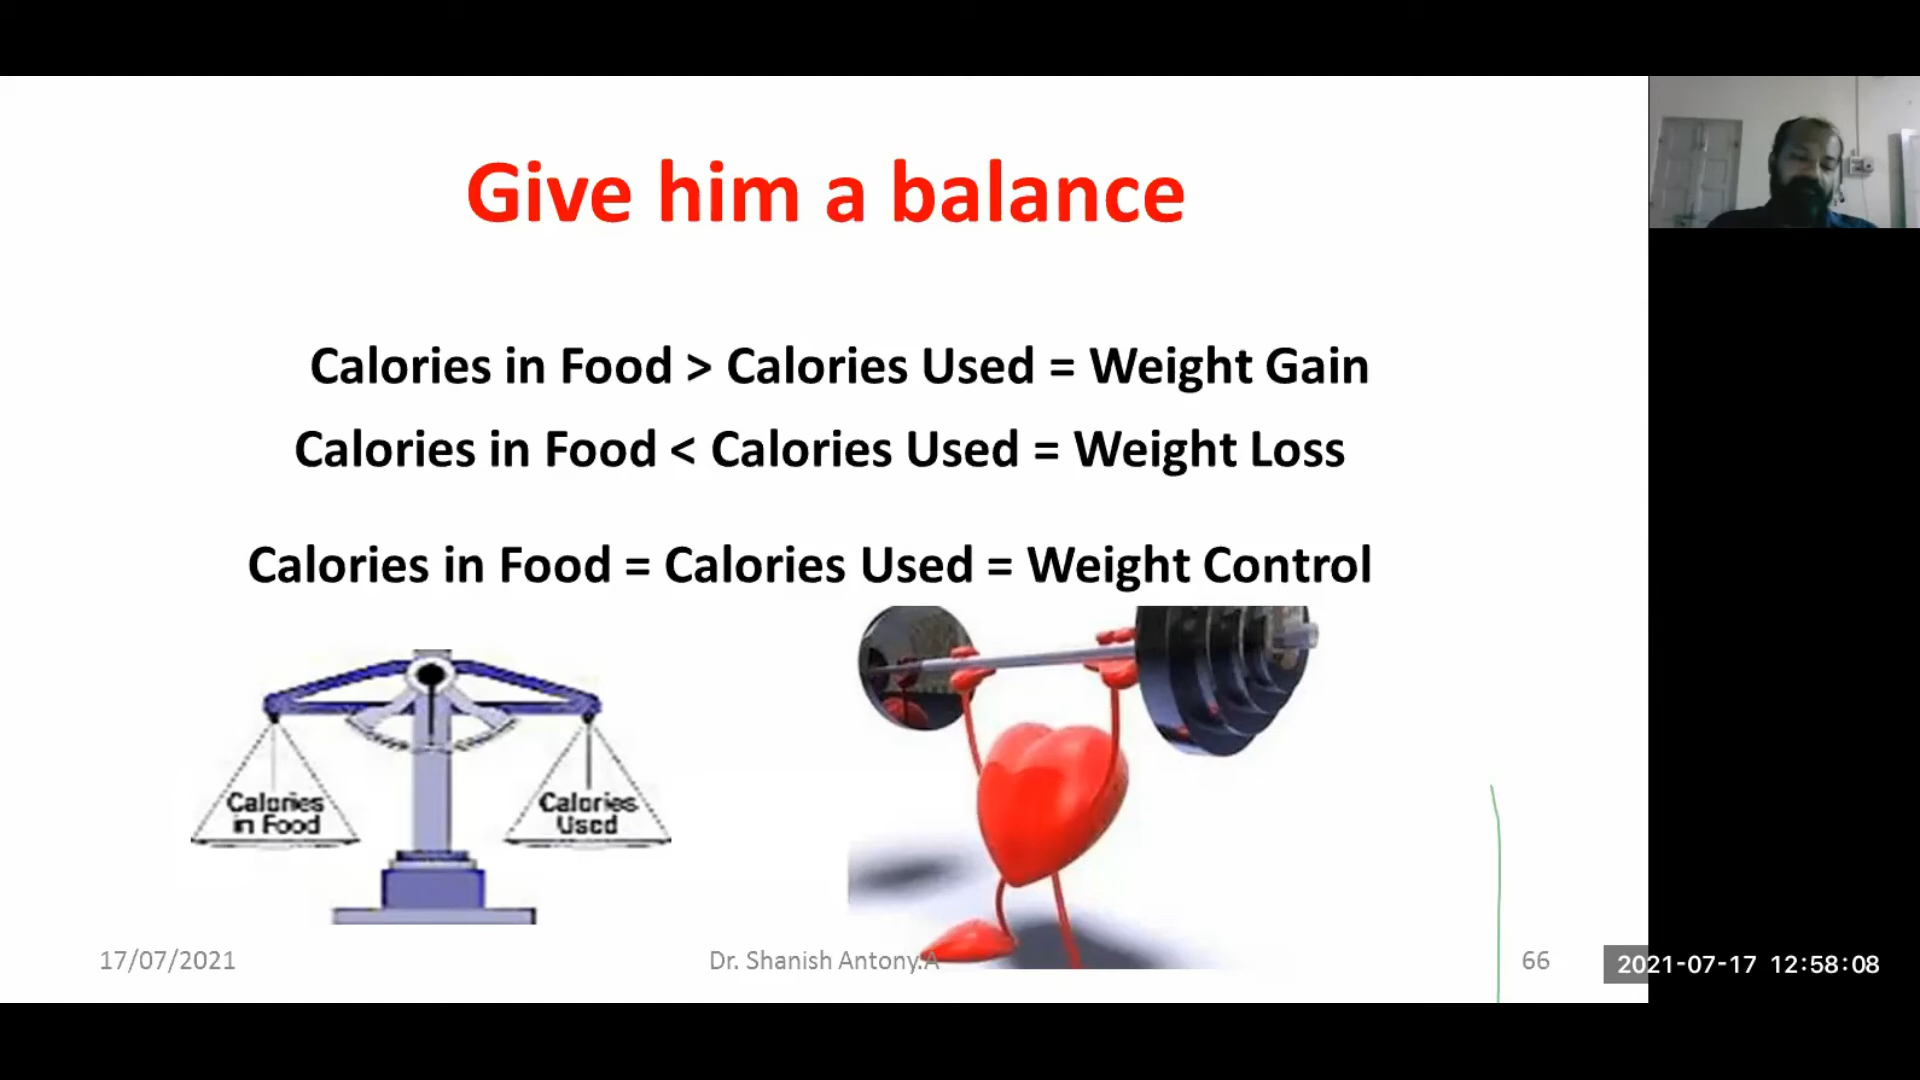 Give him a balance
Calories in Food > Calories Used = Weight Gain
Calories in Food < Calories Used = Weight Loss
Calories in Food = Calories Used = Weight Control
Calories
in Food
Calories
Used
17/07/2021
Dr. Shanish Antony.A
66
2021-07-17 12:58:08